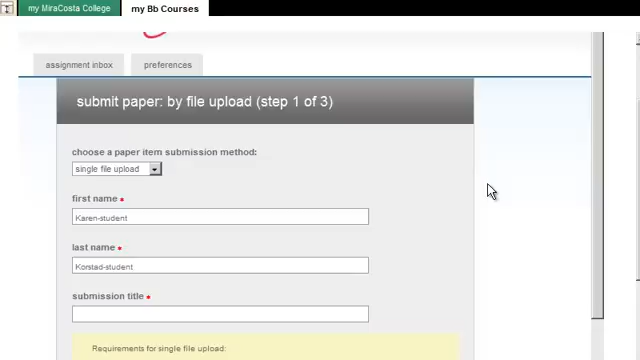 my MiraCosta College
my Bb Courses
assignment inbox
preferences
submit paper: by file upload (step 1 of 3)
choose a paper item submission method:
single file upload
first name *
Karen-student
last name *
Korstad-student
submission title *
Requirements for single file upload: